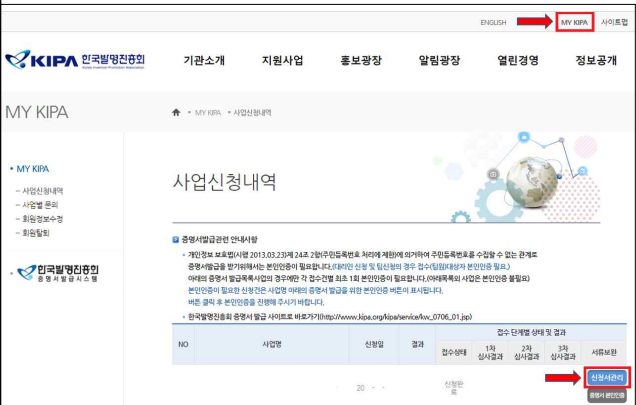 ENGLISH MY KIPA 사이트맵
KIPA 한국발명진흥회
기관소개 지원사업 홍보광장 알림광장 열린경영 정보공개
MY KIPA
MY KIPA 사업신청내역
MY KIPA
- 사업신청내역
- 사업별 문의
- 회원정보수정
- 회원탈퇴
한국발명진흥회
증명서발급시스템
사업신청내역
증명서발급관련 안내사항
• 개인정보 보호법(시행 2013.03.23)제 24조 2항(주민등록번호 처리에 제한)에 의거하여 주민등록번호를 수집할 수 없는 관계로
증명서발급을 받기위해서는 본인인증이 필요합니다.(대리인 신청 및 팀신청의 경우 접수(팀원)대상자 본인인증 필요.)
아래의 증명서 발급목록사업의 경우에만 각 접수건별 최초 1회 본인인증이 필요합니다.(아래목록외 사업은 본인인증 불필요)
본인인증이 필요한 신청건은 사업명 아래의 증명서 발급을 위한 본인인증 버튼이 표시됩니다.
버튼 클릭 후 본인인증을 진행해 주시기 바랍니다.
• 한국발명진흥회 증명서 발급 사이트로 바로가기(http://www.kipa.org/kipa/service/kw_0706_01.jsp)
NO 사업명 신청일 결과 접수 단계별 상태 및 결과
접수상태 1차 심사결과 2차 심사결과 3차 심사결과 서류보완
20 - - 신청완료 신청서관리
증명서 본인인증